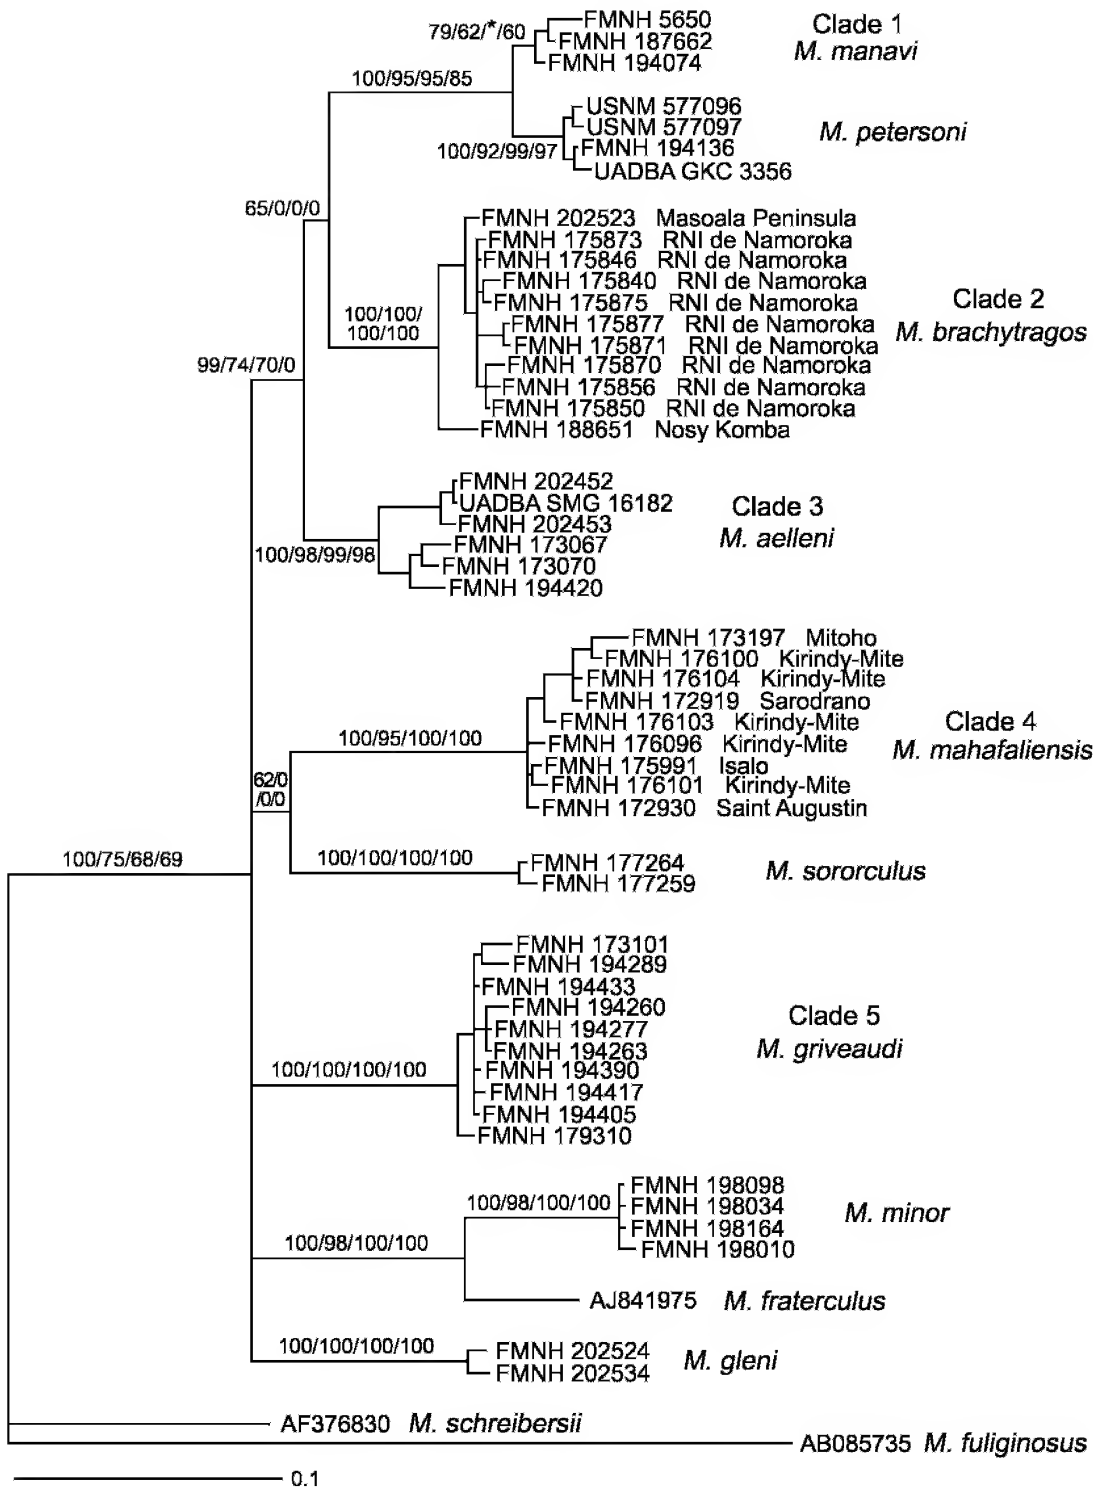 79/62/*/60
FMNH 5650
FMNH 187662
FMNH 194074
Clade 1
M. manavi
100/95/95/85
USNM 577096
USNM 577097
FMNH 194136
UADBA GKC 3356
M. petersoni
100/92/99/97
65/0/0/0
FMNH 202523 Masoala Peninsula
FMNH 175873 RNI de Namoroka
FMNH 175846 RNI de Namoroka
FMNH 175840 RNI de Namoroka
FMNH 175875 RNI de Namoroka
FMNH 175877 RNI de Namoroka
FMNH 175871 RNI de Namoroka
FMNH 175870 RNI de Namoroka
FMNH 175856 RNI de Namoroka
FMNH 175850 RNI de Namoroka
FMNH 188651 Nosy Komba
Clade 2
M. brachytragos
100/100/
100/100
99/74/70/0
FMNH 202452
UADBA SMG 16182
FMNH 202453
FMNH 173067
FMNH 173070
FMNH 194420
Clade 3
M. aelleni
100/98/99/98
FMNH 173197 Mitoho
FMNH 176100 Kirindy-Mite
FMNH 176104 Kirindy-Mite
FMNH 172919 Sarodrano
FMNH 176103 Kirindy-Mite
FMNH 176096 Kirindy-Mite
FMNH 175991 Isalo
FMNH 176101 Kirindy-Mite
FMNH 172930 Saint Augustin
Clade 4
M. mahafaliensis
100/95/100/100
62/0
/0/0
100/75/68/69
100/100/100/100
FMNH 177264
FMNH 177259
M. sororculus
FMNH 173101
FMNH 194289
FMNH 194433
FMNH 194260
FMNH 194277
FMNH 194263
FMNH 194390
FMNH 194417
FMNH 194405
FMNH 179310
Clade 5
M. griveaudi
100/100/100/100
100/98/100/100
FMNH 198098
FMNH 198034
FMNH 198164
FMNH 198010
M. minor
100/98/100/100
AJ841975 M. fraterculus
100/100/100/100
FMNH 202524
FMNH 202534
M. gleni
AF376830 M. schreibersii
AB085735 M. fuliginosus
0.1